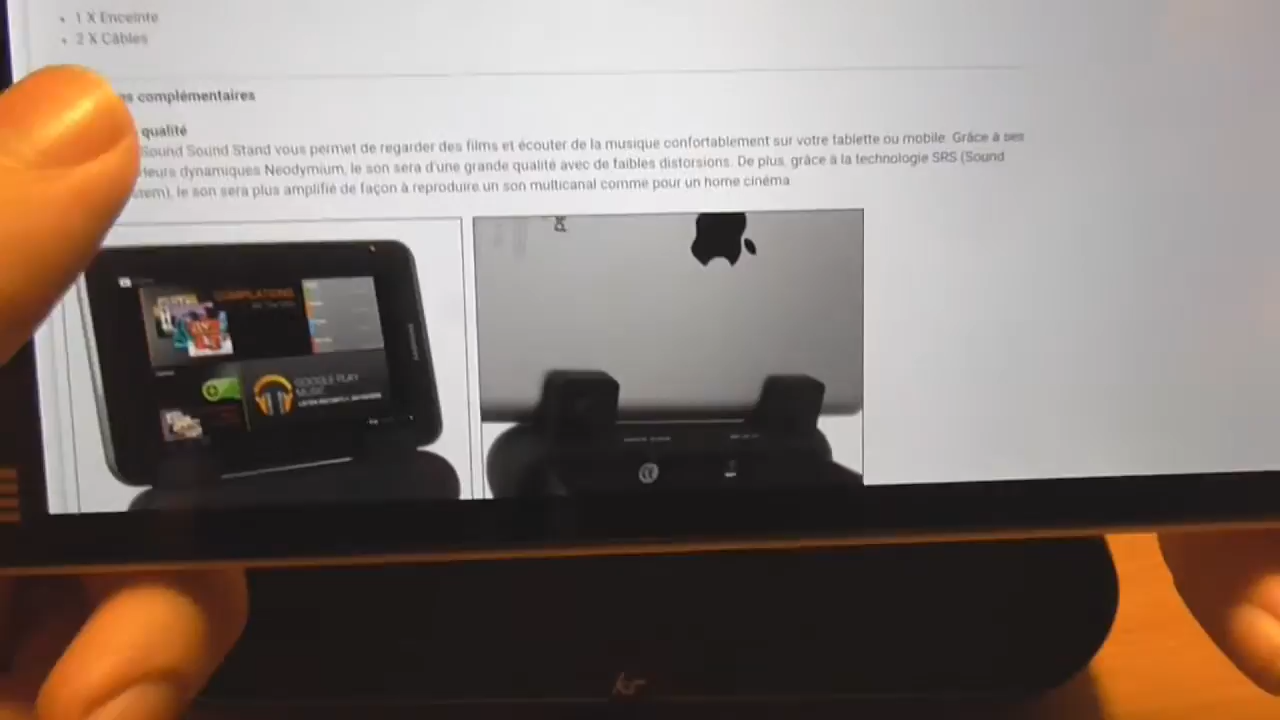 1 X Enceinte
2 X Câbles
complémentaires
qualité
Sound Sound Stand vous permet de regarder des films et écouter de la musique confortablement sur votre tablette ou mobile. Grâce à ses
dynamiques Neodymium, le son sera d'une grande qualité avec de faibles distorsions. De plus, grâce à la technologie SRS (Sound
le son sera plus amplifié de façon à reproduire un son multicanal comme pour un home cinéma
COMPILATIONS
GOOGLE PLAY
MUSIC
SAMSUNG
kr